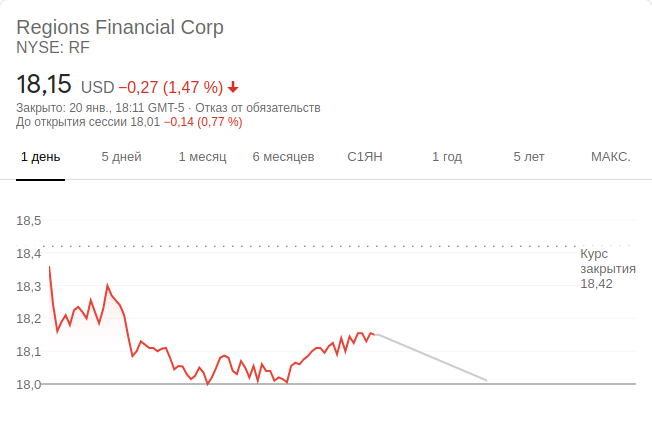 Regions Financial Corp
NYSE: RF
18,15 USD −0,27 (1,47 %)
Закрыто: 20 янв., 18:11 GMT-5 · Отказ от обязательств
До открытия сессии 18,01 −0,14 (0,77 %)
1 день 5 дней 1 месяц 6 месяцев С1ЯН 1 год 5 лет МАКС.
18,5
18,4
18,3
18,2
18,1
18,0
Курс
закрытия
18,42